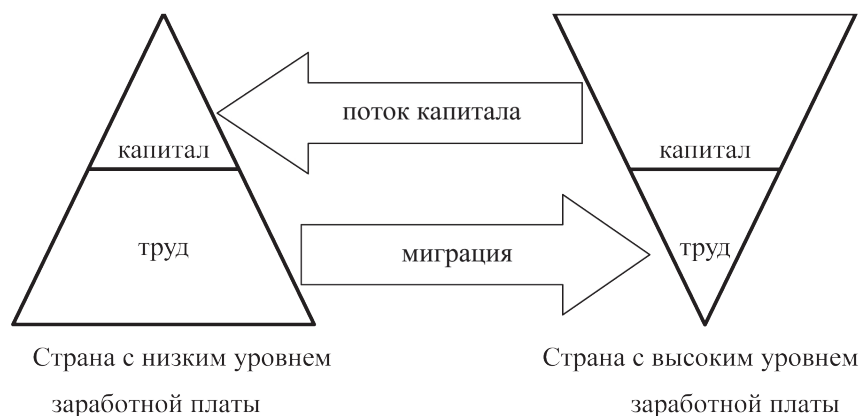 поток капитала
капитал
капитал
труд
миграция
труд
Страна с низким уровнем
заработной платы
Страна с высоким уровнем
заработной платы